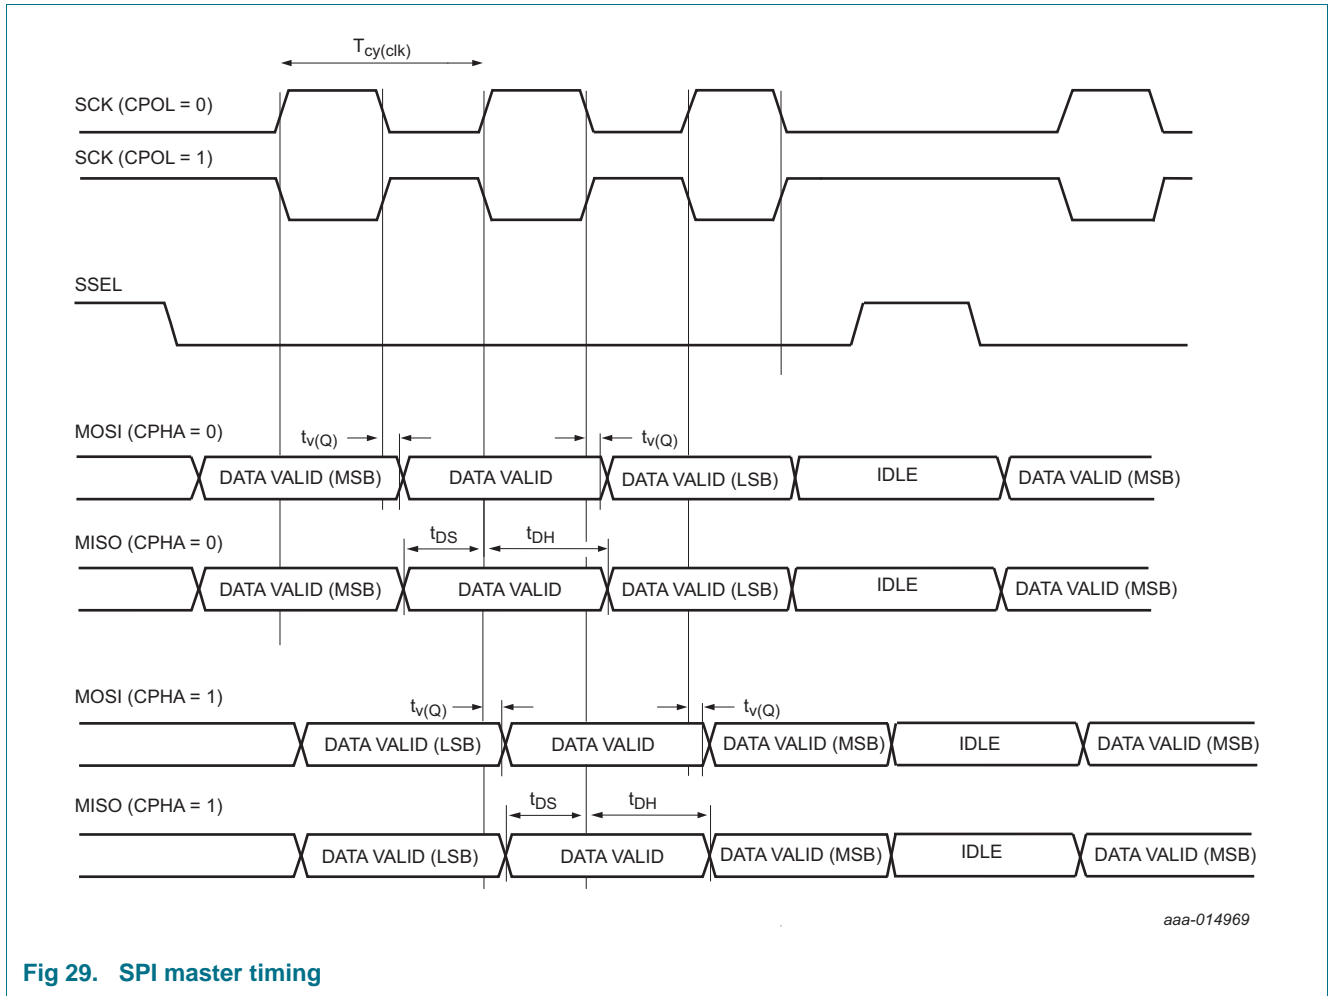 Tcy(clk)
SCK (CPOL = 0)
SCK (CPOL = 1)
SSEL
MOSI (CPHA = 0)
tv(Q) tv(Q)
DATA VALID (MSB) DATA VALID DATA VALID (LSB) IDLE DATA VALID (MSB)
tDS tDH
MISO (CPHA = 0)
DATA VALID (MSB) DATA VALID DATA VALID (LSB) IDLE DATA VALID (MSB)
MOSI (CPHA = 1)
tv(Q) tv(Q)
DATA VALID (LSB) DATA VALID DATA VALID (MSB) IDLE DATA VALID (MSB)
MISO (CPHA = 1)
tDS tDH
DATA VALID (LSB) DATA VALID DATA VALID (MSB) IDLE DATA VALID (MSB)
aaa-014969
Fig 29. SPI master timing